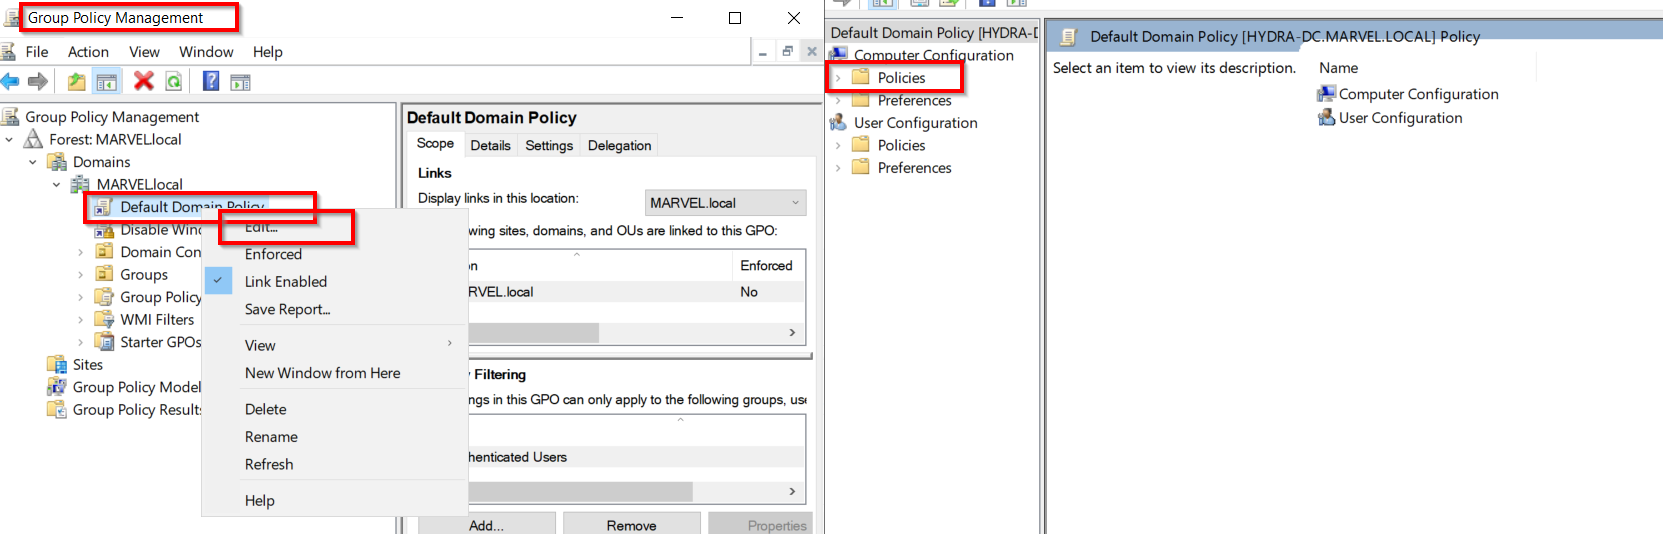 Group Policy Management
File Action View Window Help
Group Policy Management
Forest: MARVEL.local
Domains
MARVEL.local
Default Domain Policy
Disable Wind
Domain Con
Groups
Group Policy
WMI Filters
Starter GPOs
Sites
Group Policy Model
Group Policy Results
Edit...
Enforced
Link Enabled
Save Report...
View
New Window from Here
Delete
Rename
Refresh
Help
Default Domain Policy
Scope Details Settings Delegation
Links
Display links in this location: MARVEL.local
wing sites, domains, and OUs are linked to this GPO:
n Enforced
RVEL.local No
y Filtering
ngs in this GPO can only apply to the following groups, use
henticated Users
Add... Remove Properties
Default Domain Policy [HYDRA-D
Computer Configuration
Policies
Preferences
User Configuration
Policies
Preferences
Default Domain Policy [HYDRA-DC.MARVEL.LOCAL] Policy
Select an item to view its description.
Name
Computer Configuration
User Configuration